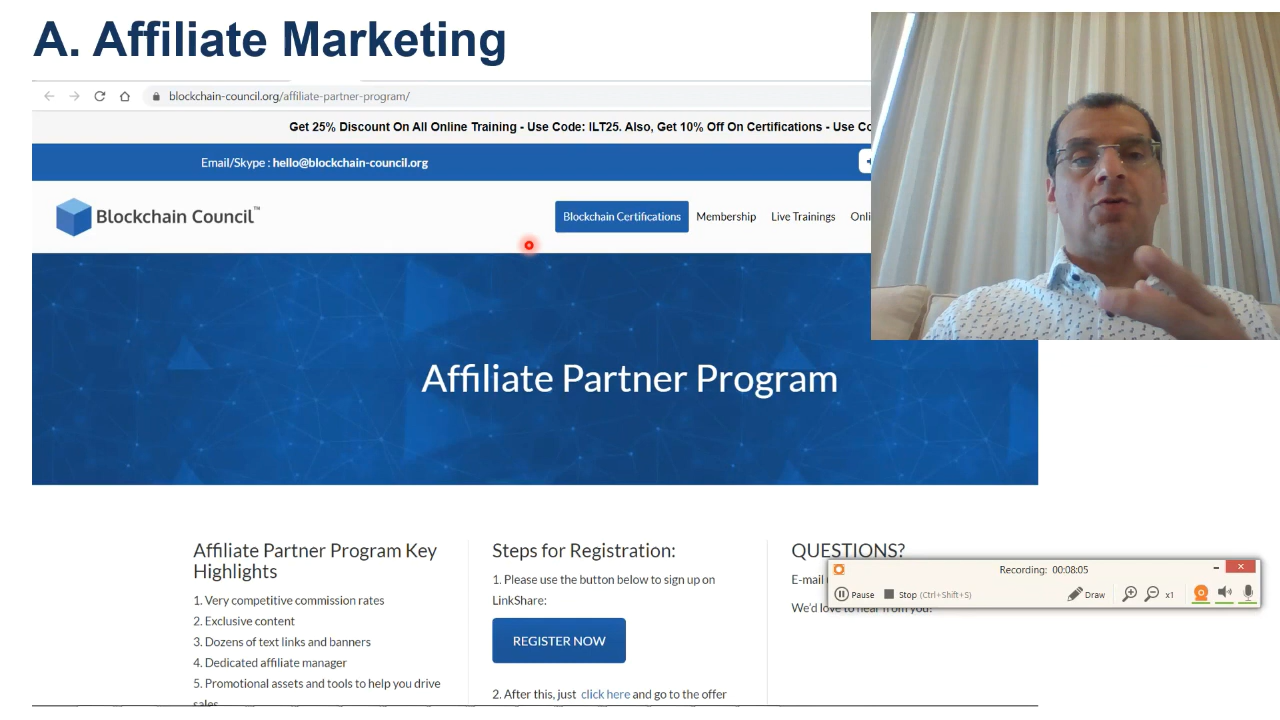 A. Affiliate Marketing
blockchain-council.org/affiliate-partner-program/
Get 25% Discount On All Online Training - Use Code: ILT25. Also, Get 10% Off On Certifications - Use
Email/Skype : hello@blockchain-council.org
Blockchain Council™
Blockchain Certifications Membership Live Trainings
Affiliate Partner Program
Affiliate Partner Program Key
Highlights
1. Very competitive commission rates
2. Exclusive content
3. Dozens of text links and banners
4. Dedicated affiliate manager
5. Promotional assets and tools to help you drive
sales
Steps for Registration:
1. Please use the button below to sign up on
LinkShare:
REGISTER NOW
2. After this, just click here and go to the offer
QUESTIONS?
E-mail
We'd love to hear from you!
Recording: 00:08:05
Pause Stop (Ctrl+Shift+S) Draw x1